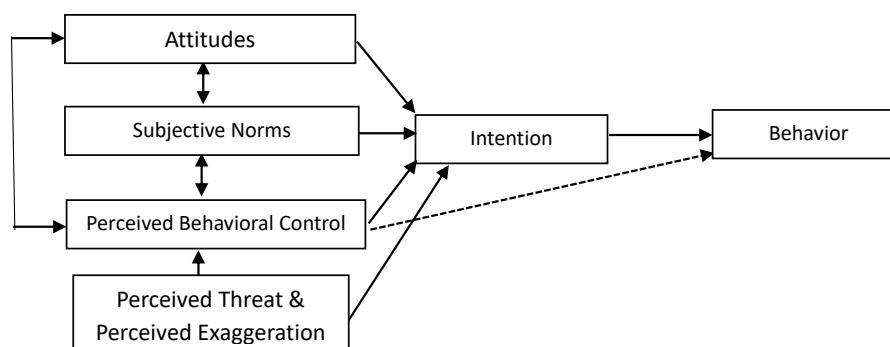 Attitudes
Subjective Norms
Intention
Behavior
Perceived Behavioral Control
Perceived Threat &
Perceived Exaggeration